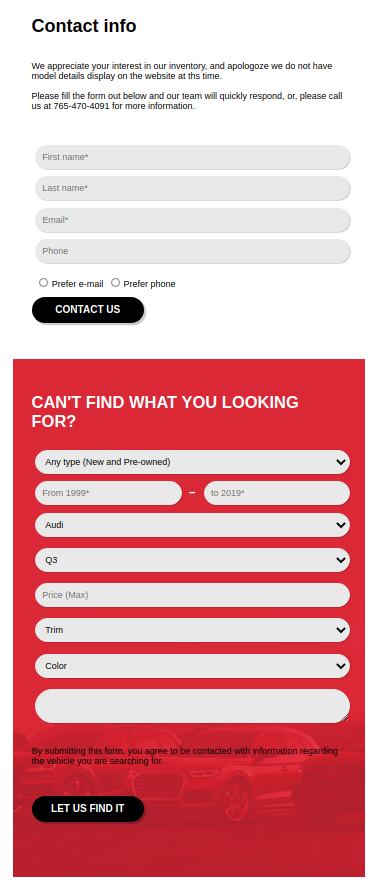 Contact info
We appreciate your interest in our inventory, and apologoze we do not have
model details display on the website at ths time.
Please fill the form out below and our team will quickly respond, or, please call
us at 765-470-4091 for more information.
First name*
Last name*
Email*
Phone
Prefer e-mail Prefer phone
CONTACT US
CAN'T FIND WHAT YOU LOOKING
FOR?
Any type (New and Pre-owned)
From 1999* – to 2019*
Audi
Q3
Price (Max)
Trim
Color
By submitting this form, you agree to be contacted with information regarding
the vehicle you are searching for.
LET US FIND IT